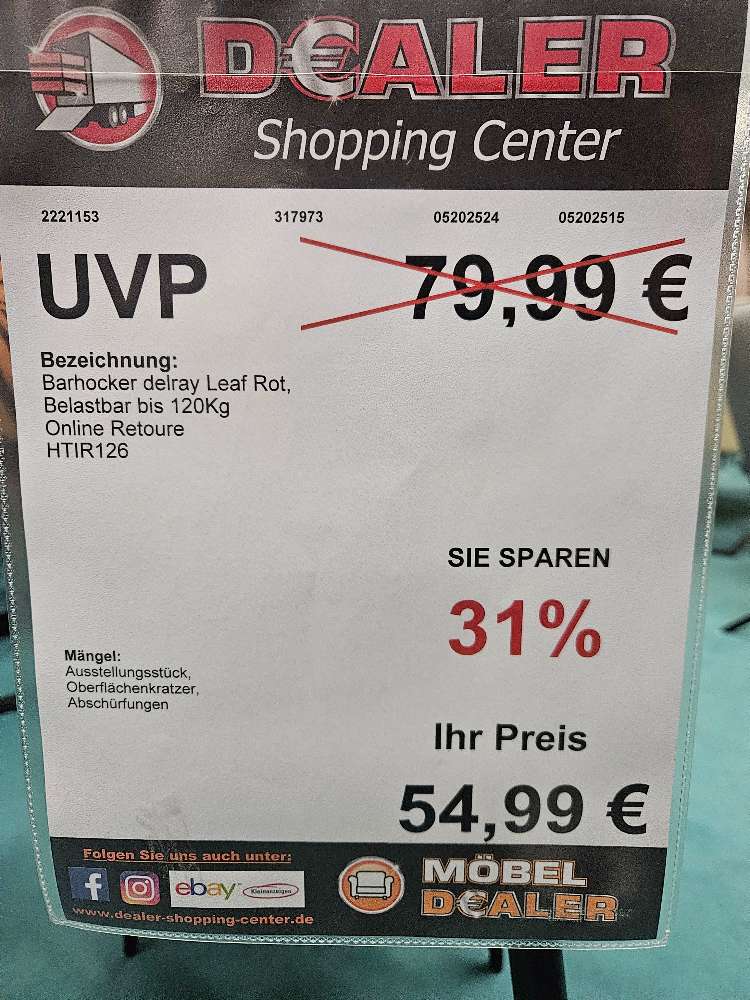 D€ALER
Shopping Center
2221153 317973 05202524 05202515
UVP 79,99 €
Bezeichnung:
Barhocker delray Leaf Rot,
Belastbar bis 120Kg
Online Retoure
HTIR126
SIE SPAREN
31%
Mängel:
Ausstellungsstück,
Oberflächenkratzer,
Abschürfungen
Ihr Preis
54,99 €
Folgen Sie uns auch unter:
ebay Kleinanzeigen
www.dealer-shopping-center.de
MÖBEL
D€ALER